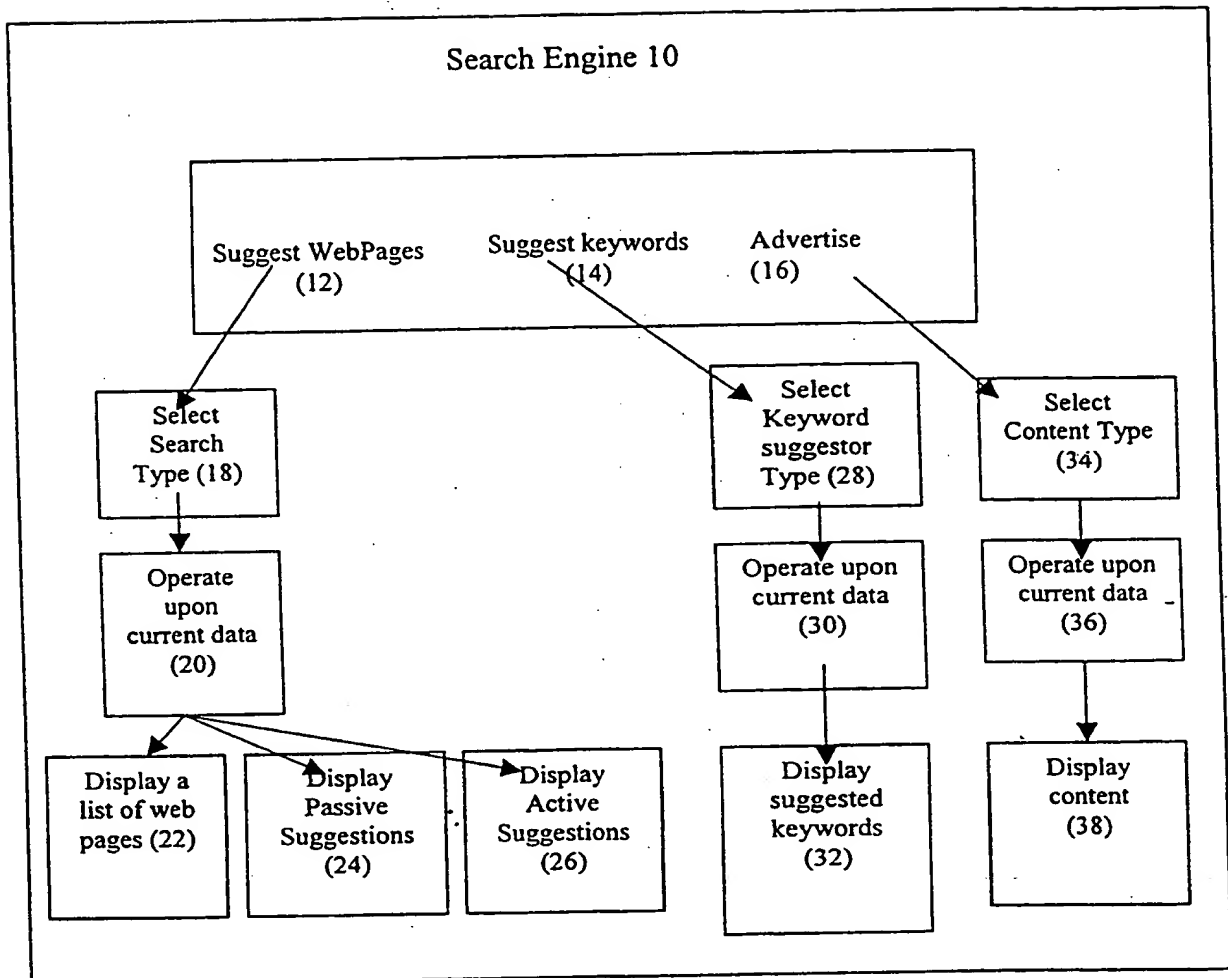 Search Engine 10
Suggest WebPages
(12)
Suggest keywords
(14)
Advertise
(16)
Select
Search
Type (18)
Select
Keyword
suggestor
Type (28)
Select
Content Type
(34)
Operate
upon
current data
(20)
Operate upon
current data
(30)
Operate upon
current data
(36)
Display a
list of web
pages (22)
Display
Passive
Suggestions
(24)
Display
Active
Suggestions
(26)
Display
suggested
keywords
(32)
Display
content
(38)